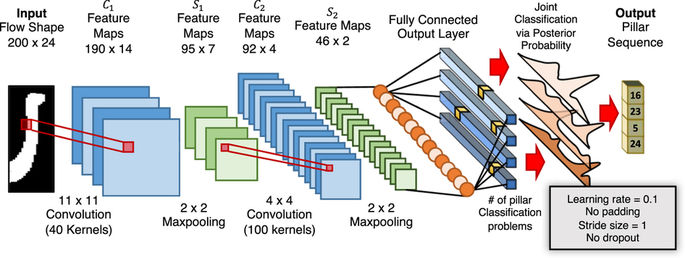 Input
Flow Shape
200 x 24
C₁
Feature
Maps
190 x 14
S₁
Feature
Maps
95 x 7
C₂
Feature
Maps
92 x 4
S₂
Feature Maps
46 x 2
Fully Connected
Output Layer
Joint
Classification
via Posterior
Probability
Output
Pillar
Sequence
16
23
5
24
11 x 11
Convolution
(40 Kernels)
2 x 2
Maxpooling
4 x 4
Convolution
(100 kernels)
2 x 2
Maxpooling
# of pillar
Classification
problems
Learning rate = 0.1
No padding
Stride size = 1
No dropout